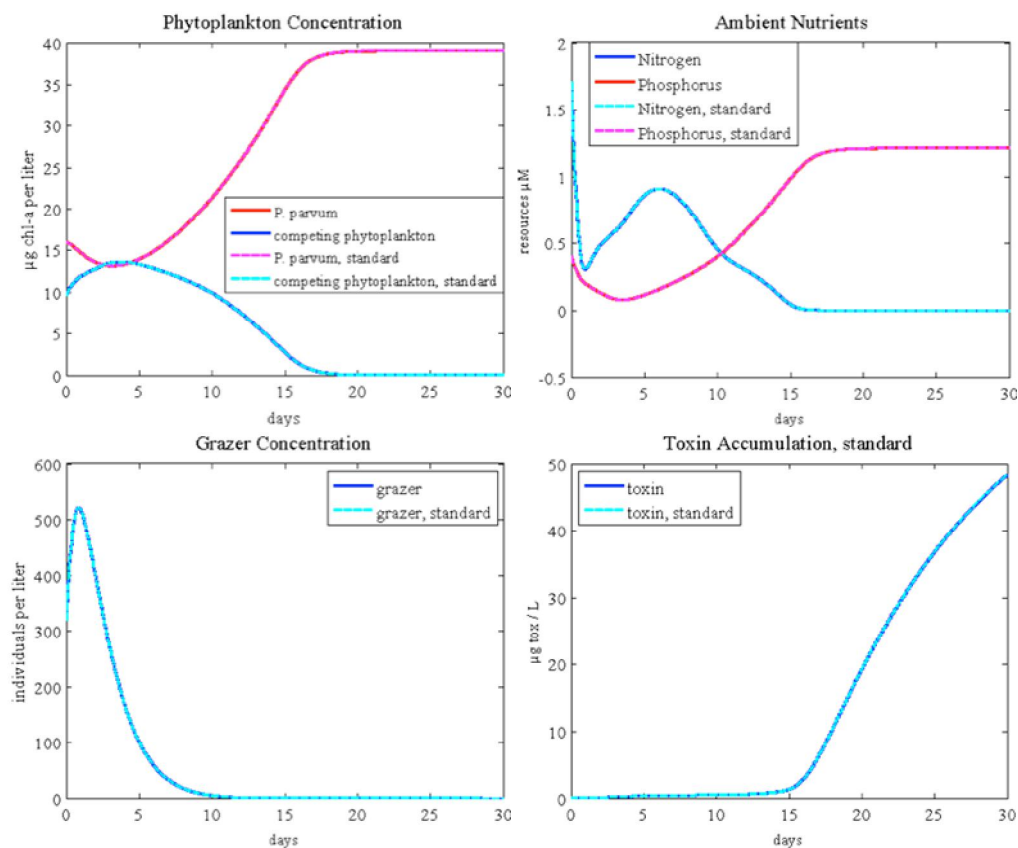 Phytoplankton Concentration
40
35
30
25
20
15
10
5
0
µg chl-a per liter
P. parvum
competing phytoplankton
P. parvum, standard
competing phytoplankton, standard
0 5 10 15 20 25 30
days
Ambient Nutrients
2
1.5
1
0.5
0
-0.5
resources µM
Nitrogen
Phosphorus
Nitrogen, standard
Phosphorus, standard
0 5 10 15 20 25 30
days
Grazer Concentration
600
500
400
300
200
100
0
individuals per liter
grazer
grazer, standard
0 5 10 15 20 25 30
days
Toxin Accumulation, standard
50
40
30
20
10
0
µg tox / L
toxin
toxin, standard
0 5 10 15 20 25 30
days